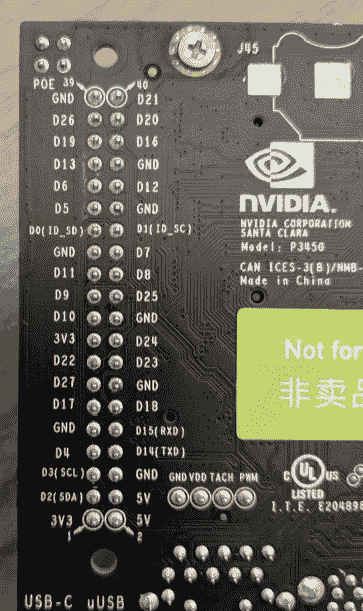 J45
POE 39 40
GND D21
D26 D20
D19 D16
D13 GND
D6 D12
D5 GND
D0(ID_SD) D1(ID_SC)
GND D7
D11 D8
D9 D25
D10 GND
3V3 D24
D22 D23
D27 GND
D17 D18
GND D15(RXD)
D4 D14(TXD)
D3(SCL) GND
D2(SDA) 5V
3V3 5V
1 2
USB-C uUSB
NVIDIA.
NVIDIA CORPORATION
SANTA CLARA
Model: P3450
CAN ICES-3(B)/NMB-
Made in China
Not for
非卖品
GND VDD TACH PWM
c UL us
LISTED
I.T.E. E204898